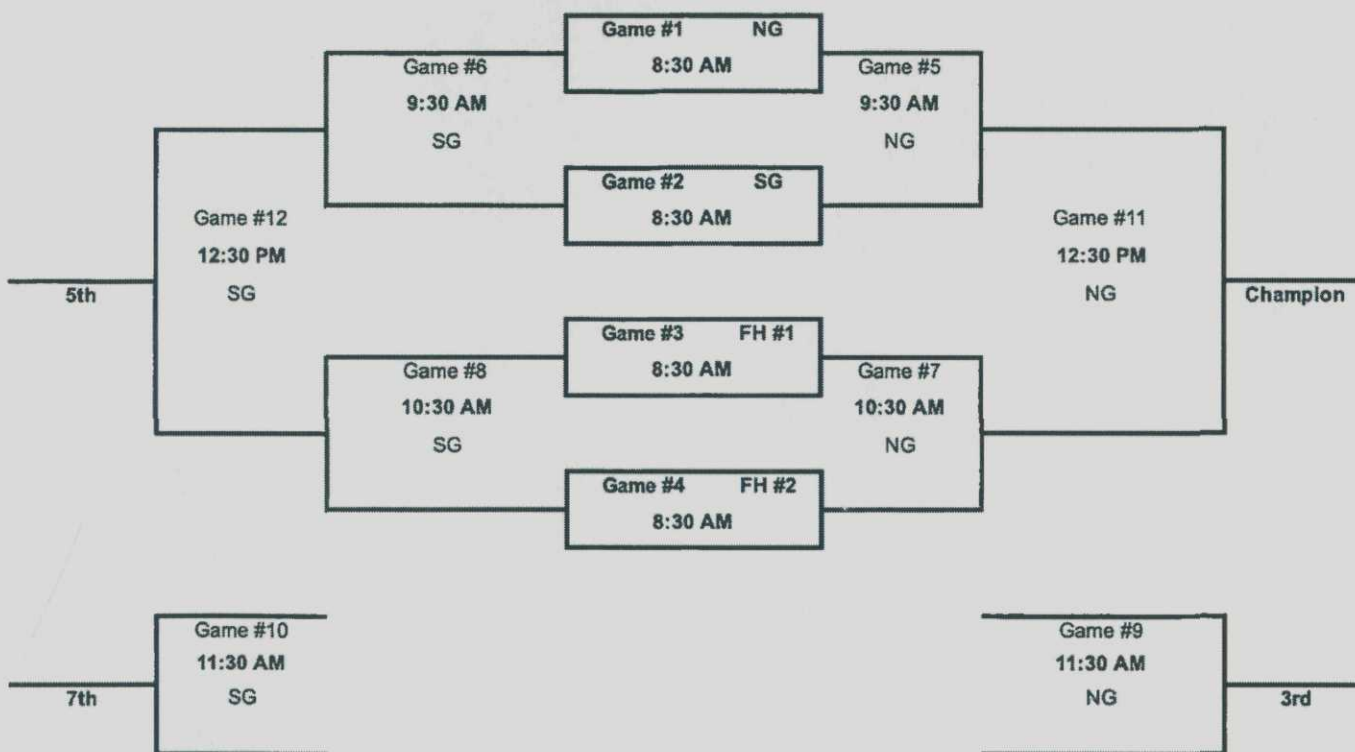 Game #1 NG
8:30 AM
Game #6
9:30 AM
SG
Game #5
9:30 AM
NG
Game #2 SG
8:30 AM
Game #12
12:30 PM
SG
5th
Game #11
12:30 PM
NG
Champion
Game #3 FH #1
8:30 AM
Game #8
10:30 AM
SG
Game #7
10:30 AM
NG
Game #4 FH #2
8:30 AM
Game #10
11:30 AM
SG
7th
Game #9
11:30 AM
NG
3rd